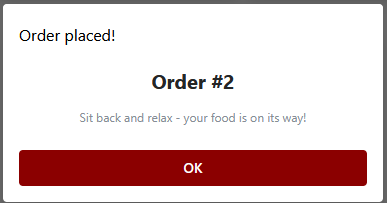 Order placed!
Order #2
Sit back and relax - your food is on its way!
OK